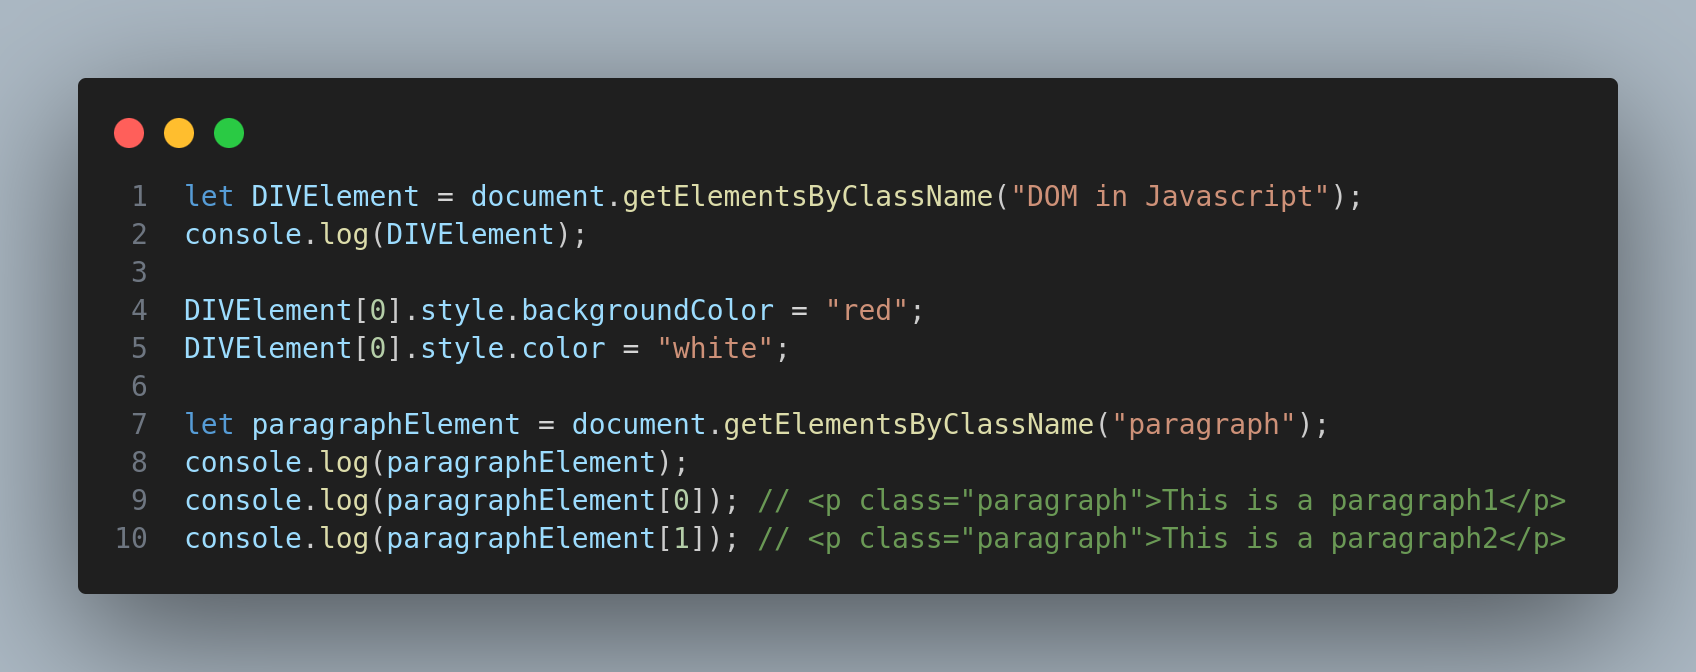 1 let DIVElement = document.getElementsByClassName("DOM in Javascript");
2 console.log(DIVElement);
3
4 DIVElement[0].style.backgroundColor = "red";
5 DIVElement[0].style.color = "white";
6
7 let paragraphElement = document.getElementsByClassName("paragraph");
8 console.log(paragraphElement);
9 console.log(paragraphElement[0]); // <p class="paragraph">This is a paragraph1</p>
10 console.log(paragraphElement[1]); // <p class="paragraph">This is a paragraph2</p>